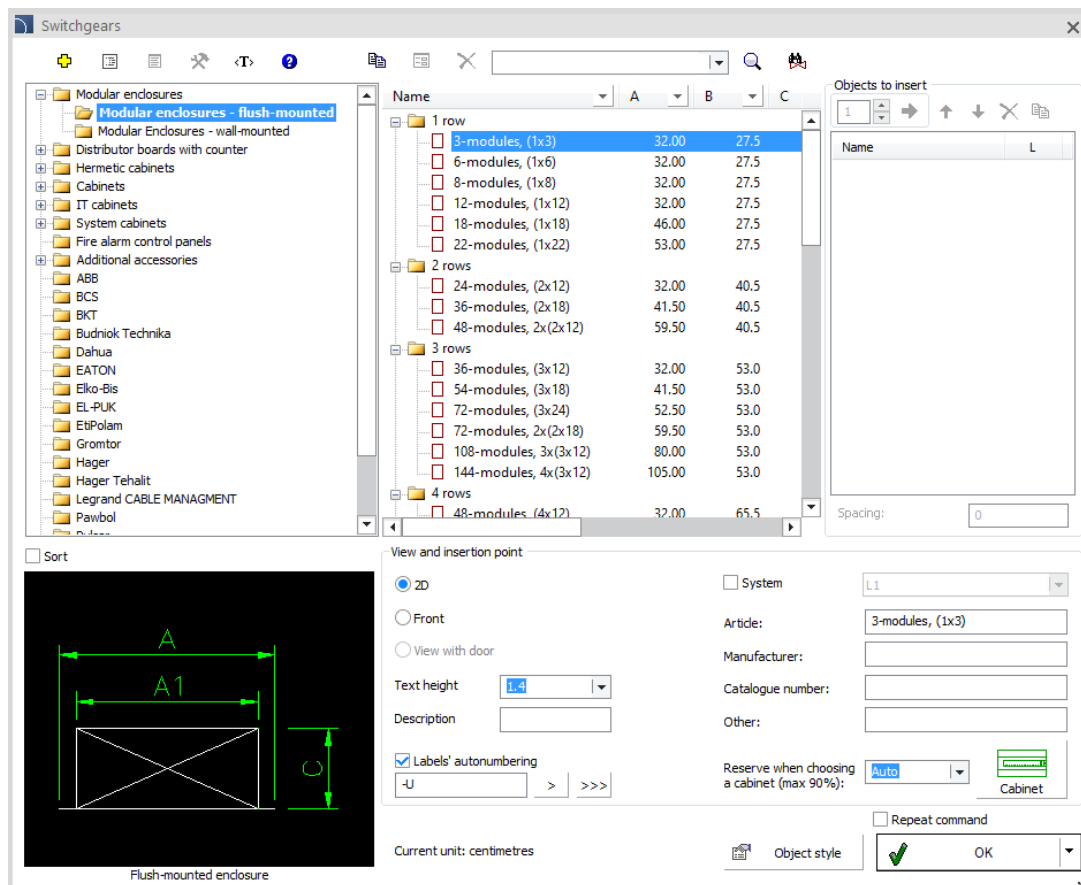 Switchgears
<T>
Modular enclosures
Modular enclosures - flush-mounted
Modular Enclosures - wall-mounted
Distributor boards with counter
Hermetic cabinets
Cabinets
IT cabinets
System cabinets
Fire alarm control panels
Additional accessories
ABB
BCS
BKT
Budniok Technika
Dahua
EATON
Elko-Bis
EL-PUK
EtiPolam
Gromtor
Hager
Hager Tehalit
Legrand CABLE MANAGMENT
Pawbol
Name A B C
1 row
3-modules, (1x3) 32.00 27.5
6-modules, (1x6) 32.00 27.5
8-modules, (1x8) 32.00 27.5
12-modules, (1x12) 32.00 27.5
18-modules, (1x18) 46.00 27.5
22-modules, (1x22) 53.00 27.5
2 rows
24-modules, (2x12) 32.00 40.5
36-modules, (2x18) 41.50 40.5
48-modules, 2x(2x12) 59.50 40.5
3 rows
36-modules, (3x12) 32.00 53.0
54-modules, (3x18) 41.50 53.0
72-modules, (3x24) 52.50 53.0
72-modules, 2x(2x18) 59.50 53.0
108-modules, 3x(3x12) 80.00 53.0
144-modules, 4x(3x12) 105.00 53.0
4 rows
48-modules, (4x12) 32.00 65.5
Objects to insert
1
Name L
Spacing: 0
Sort
A
A1
C
Flush-mounted enclosure
View and insertion point
2D
Front
View with door
Text height 1.4
Description
Labels' autonumbering
-U > >>>
System L1
Article: 3-modules, (1x3)
Manufacturer:
Catalogue number:
Other:
Reserve when choosing
a cabinet (max 90%): Auto
Cabinet
Repeat command
Current unit: centimetres
Object style
OK